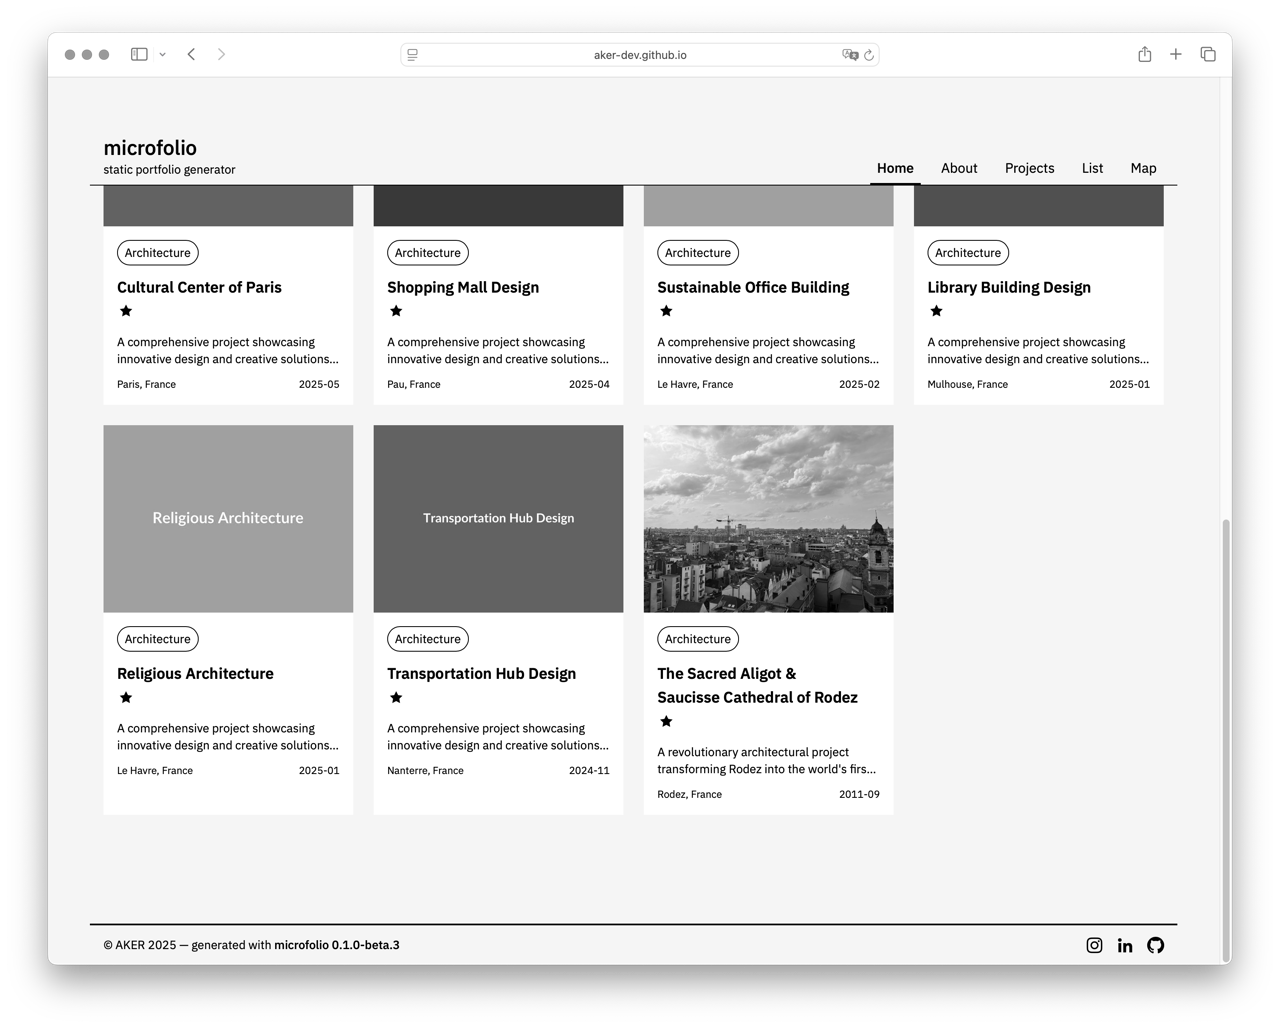 aker-dev.github.io
microfolio
static portfolio generator
Home About Projects List Map
Architecture
Cultural Center of Paris
A comprehensive project showcasing
innovative design and creative solutions...
Paris, France 2025-05
Architecture
Shopping Mall Design
A comprehensive project showcasing
innovative design and creative solutions...
Pau, France 2025-04
Architecture
Sustainable Office Building
A comprehensive project showcasing
innovative design and creative solutions...
Le Havre, France 2025-02
Architecture
Library Building Design
A comprehensive project showcasing
innovative design and creative solutions...
Mulhouse, France 2025-01
Religious Architecture
Architecture
Religious Architecture
A comprehensive project showcasing
innovative design and creative solutions...
Le Havre, France 2025-01
Transportation Hub Design
Architecture
Transportation Hub Design
A comprehensive project showcasing
innovative design and creative solutions...
Nanterre, France 2024-11
Architecture
The Sacred Aligot &
Saucisse Cathedral of Rodez
A revolutionary architectural project
transforming Rodez into the world's firs...
Rodez, France 2011-09
© AKER 2025 — generated with microfolio 0.1.0-beta.3